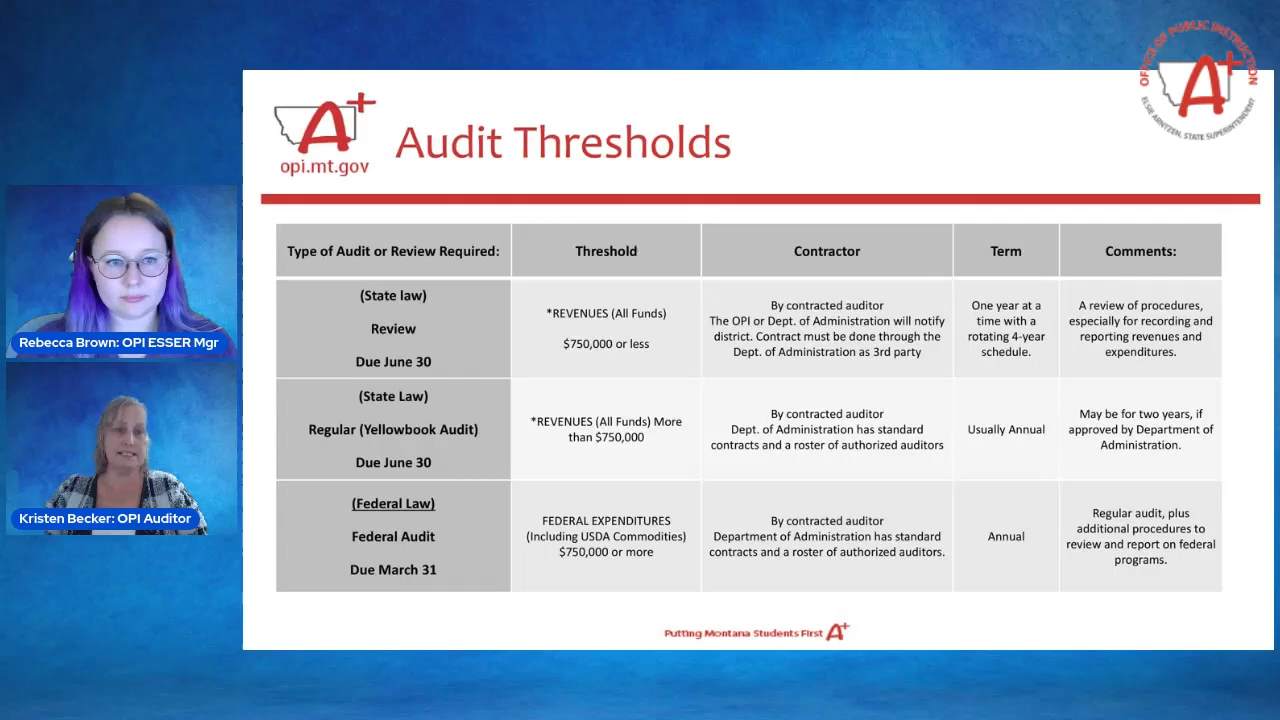 OFFICE OF PUBLIC INSTRUCTION
A+
ELSIE ARNTZEN, STATE SUPERINTENDENT
A+
opi.mt.gov
Audit Thresholds
Type of Audit or Review Required:
Threshold
Contractor
Term
Comments:
(State law)
Review
Due June 30
*REVENUES (All Funds)
$750,000 or less
By contracted auditor
The OPI or Dept. of Administration will notify
district. Contract must be done through the
Dept. of Administration as 3rd party
One year at a
time with a
rotating 4-year
schedule.
A review of procedures,
especially for recording and
reporting revenues and
expenditures.
(State Law)
Regular (Yellowbook Audit)
Due June 30
*REVENUES (All Funds) More
than $750,000
By contracted auditor
Dept. of Administration has standard
contracts and a roster of authorized auditors
Usually Annual
May be for two years, if
approved by Department of
Administration.
(Federal Law)
Federal Audit
Due March 31
FEDERAL EXPENDITURES
(Including USDA Commodities)
$750,000 or more
By contracted auditor
Department of Administration has standard
contracts and a roster of authorized auditors.
Annual
Regular audit, plus
additional procedures to
review and report on federal
programs.
Putting Montana Students First A+
Rebecca Brown: OPI ESSER Mgr
Kristen Becker: OPI Auditor